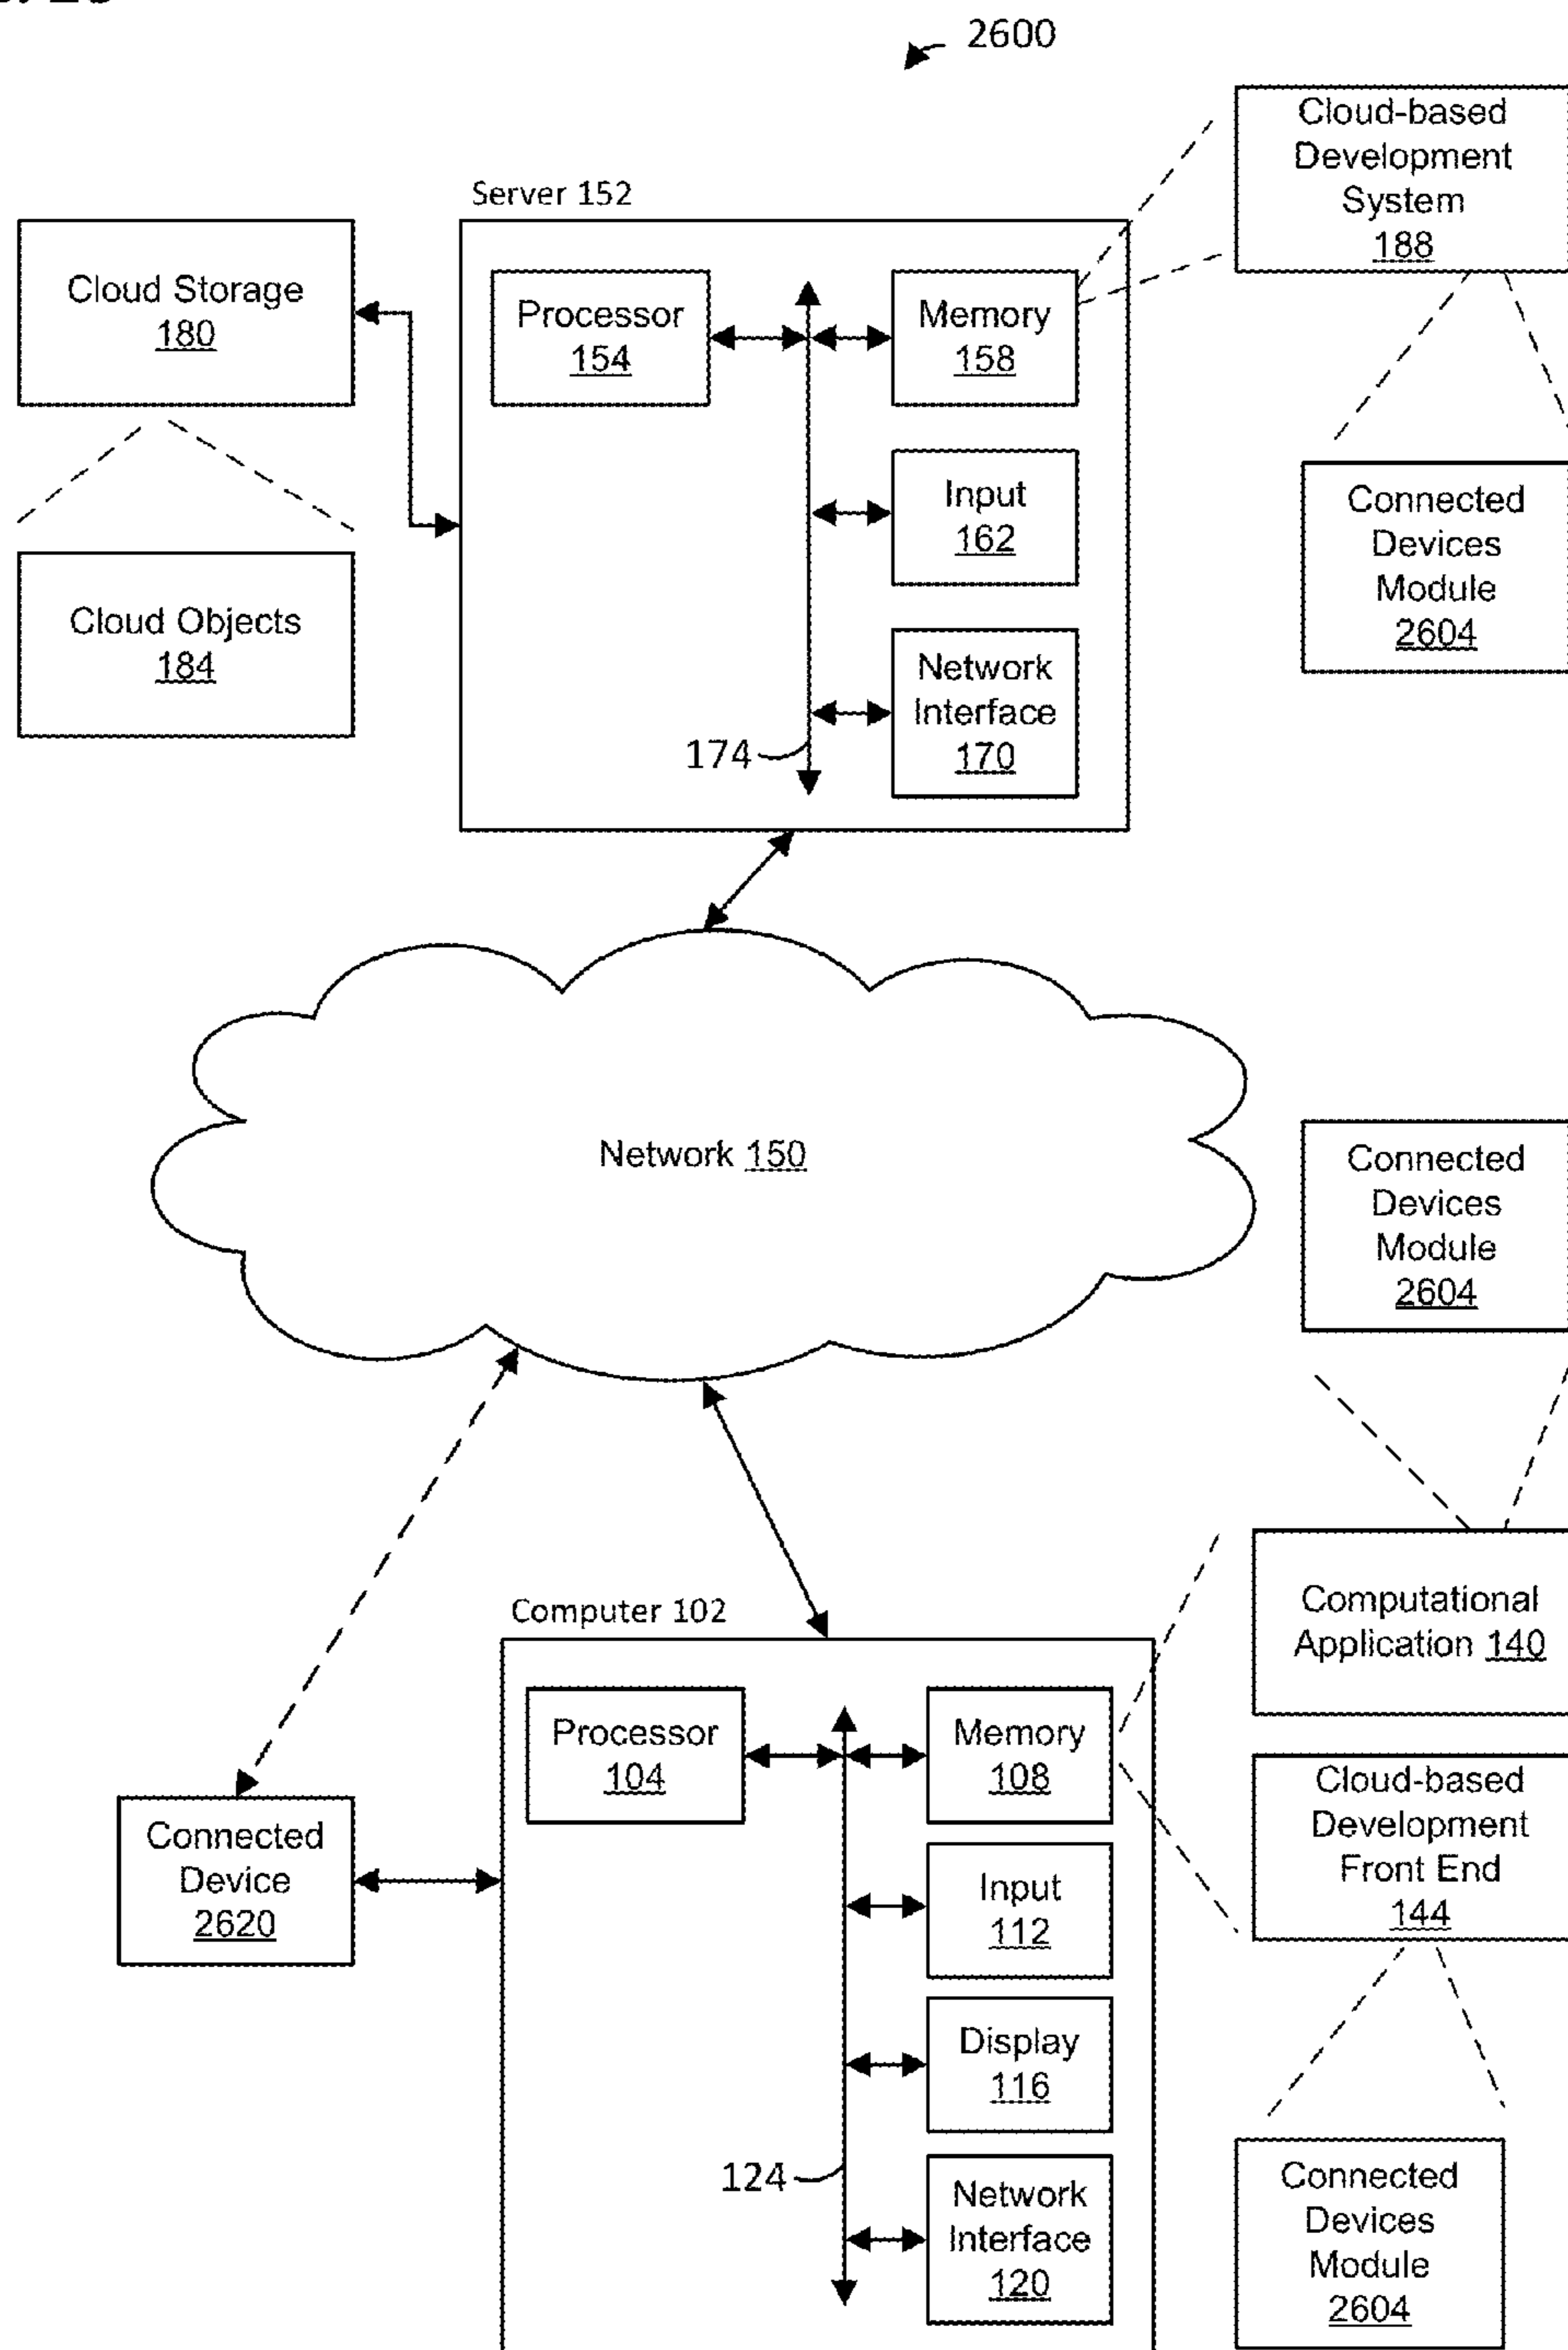 2600
Cloud-based
Development
System
188
Server 152
Cloud Storage
180
Processor
154
Memory
158
Input
162
Connected
Devices
Module
2604
Cloud Objects
184
Network
Interface
170
174
Network 150
Connected
Devices
Module
2604
Computer 102
Computational
Application 140
Processor
104
Memory
108
Cloud-based
Development
Front End
144
Connected
Device
2620
Input
112
Display
116
124
Network
Interface
120
Connected
Devices
Module
2604